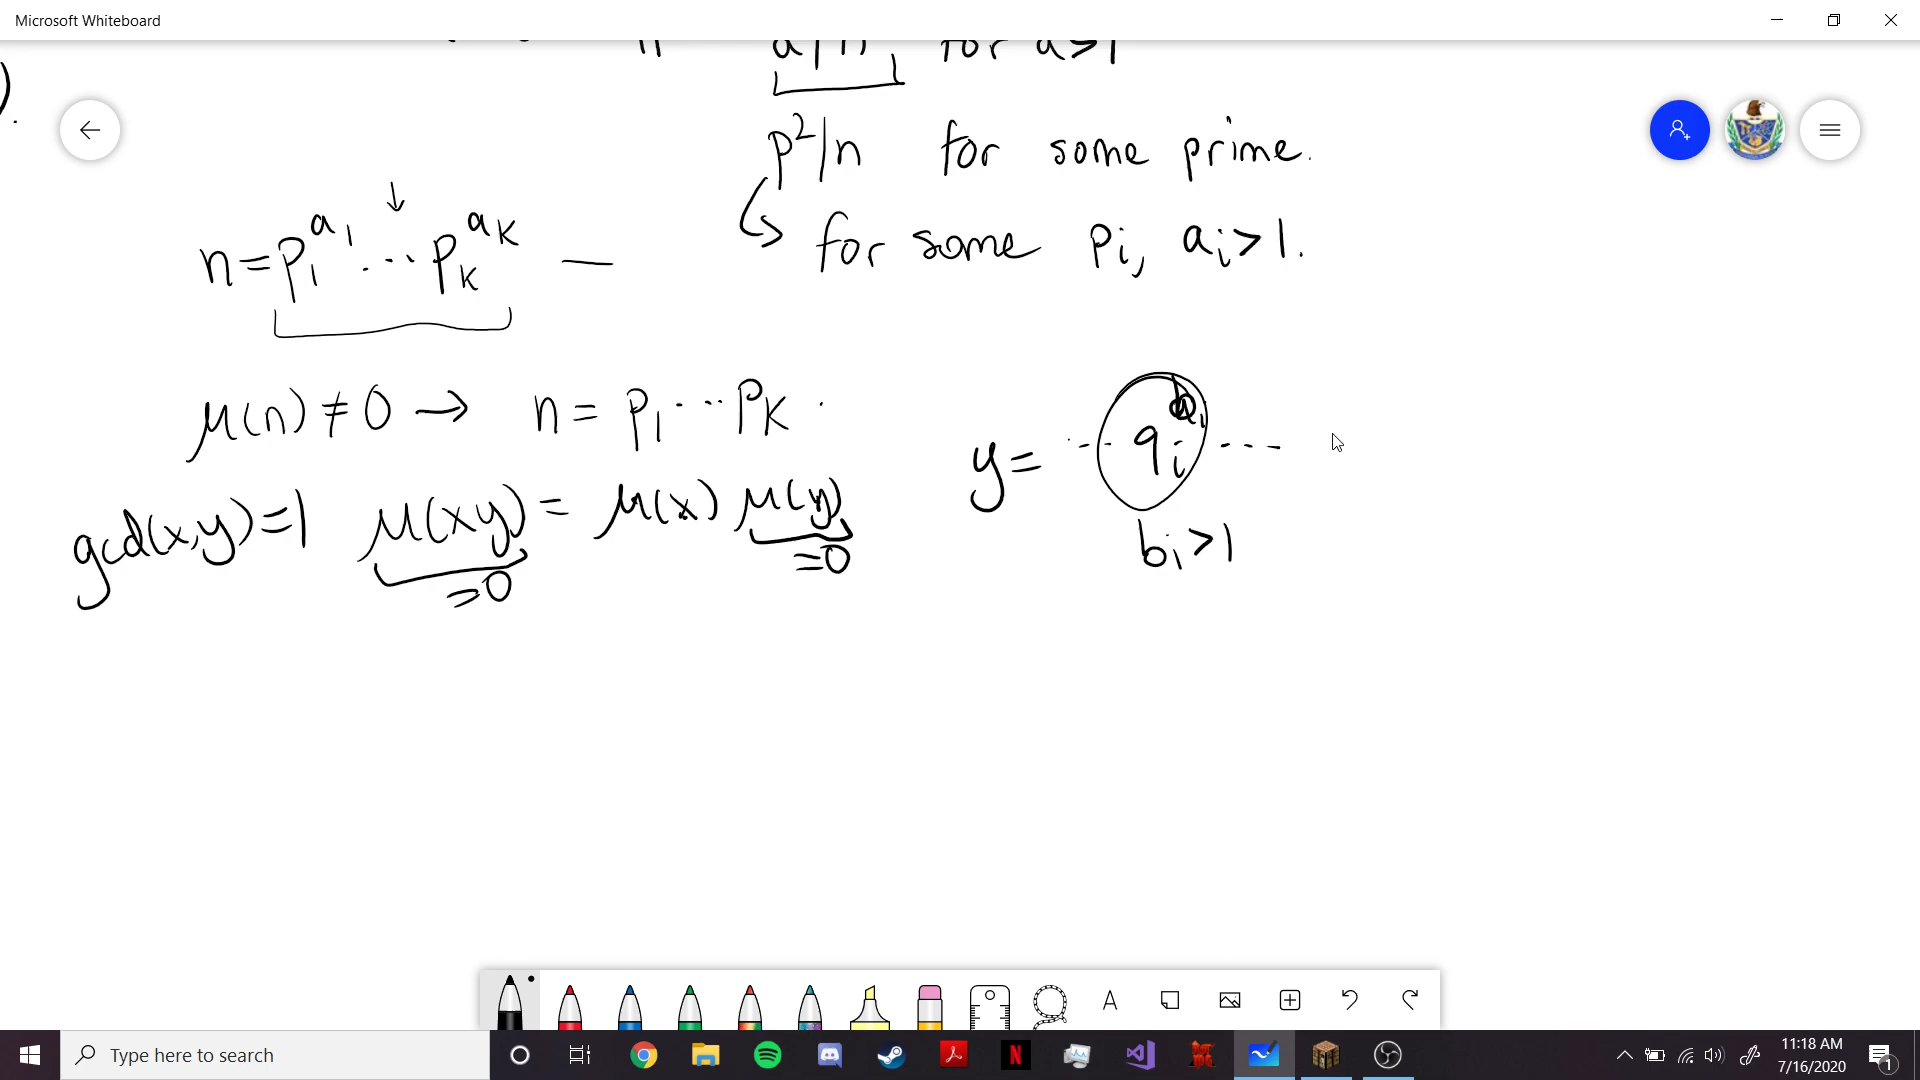 Microsoft Whiteboard
n a|n, for a>1
).
p²|n for some prime.
n=p₁^a₁ ... pₖ^aₖ —
↳ for some pᵢ, aᵢ>1.
μ(n) ≠ 0 → n = p₁ ... pₖ .
y= -- qᵢ^bᵢ ---
gcd(x,y)=1 μ(xy) = μ(x) μ(y)
=0 =0
bᵢ>1
A
Type here to search
11:18 AM
7/16/2020
1